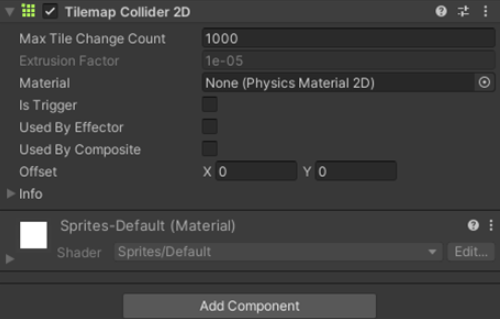 Tilemap Collider 2D
Max Tile Change Count 1000
Extrusion Factor 1e-05
Material None (Physics Material 2D)
Is Trigger
Used By Effector
Used By Composite
Offset X 0 Y 0
Info
Sprites-Default (Material)
Shader Sprites/Default Edit...
Add Component